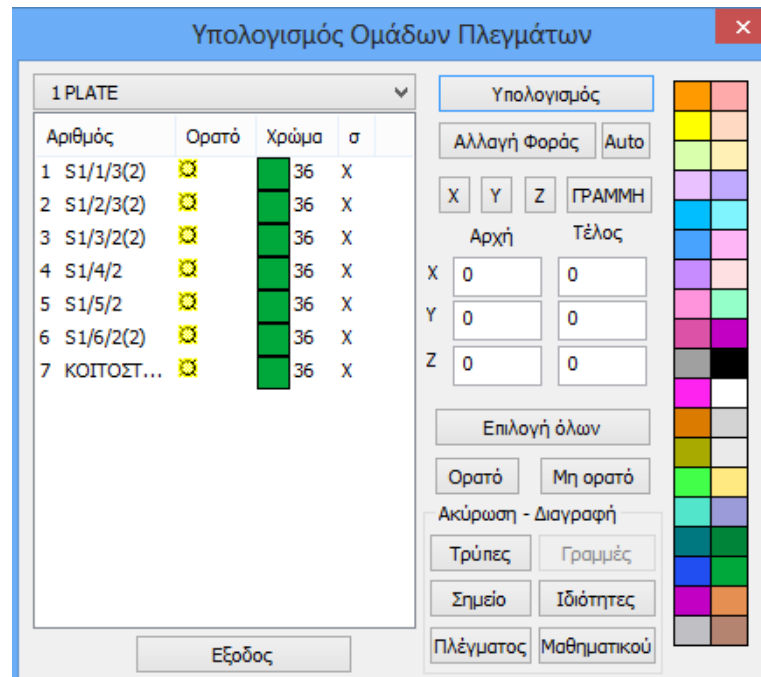 Υπολογισμός Ομάδων Πλεγμάτων
1 PLATE
Αριθμός Ορατό Χρώμα σ
1 S1/1/3(2) 36 X
2 S1/2/3(2) 36 X
3 S1/3/2(2) 36 X
4 S1/4/2 36 X
5 S1/5/2 36 X
6 S1/6/2(2) 36 X
7 ΚΟΙΤΟΣΤ... 36 X
Εξοδος
Υπολογισμός
Αλλαγή Φοράς Auto
X Y Z ΓΡΑΜΜΗ
Αρχή Τέλος
X 0 0
Y 0 0
Z 0 0
Επιλογή όλων
Ορατό Μη ορατό
Ακύρωση - Διαγραφή
Τρύπες Γραμμές
Σημείο Ιδιότητες
Πλέγματος Μαθηματικού